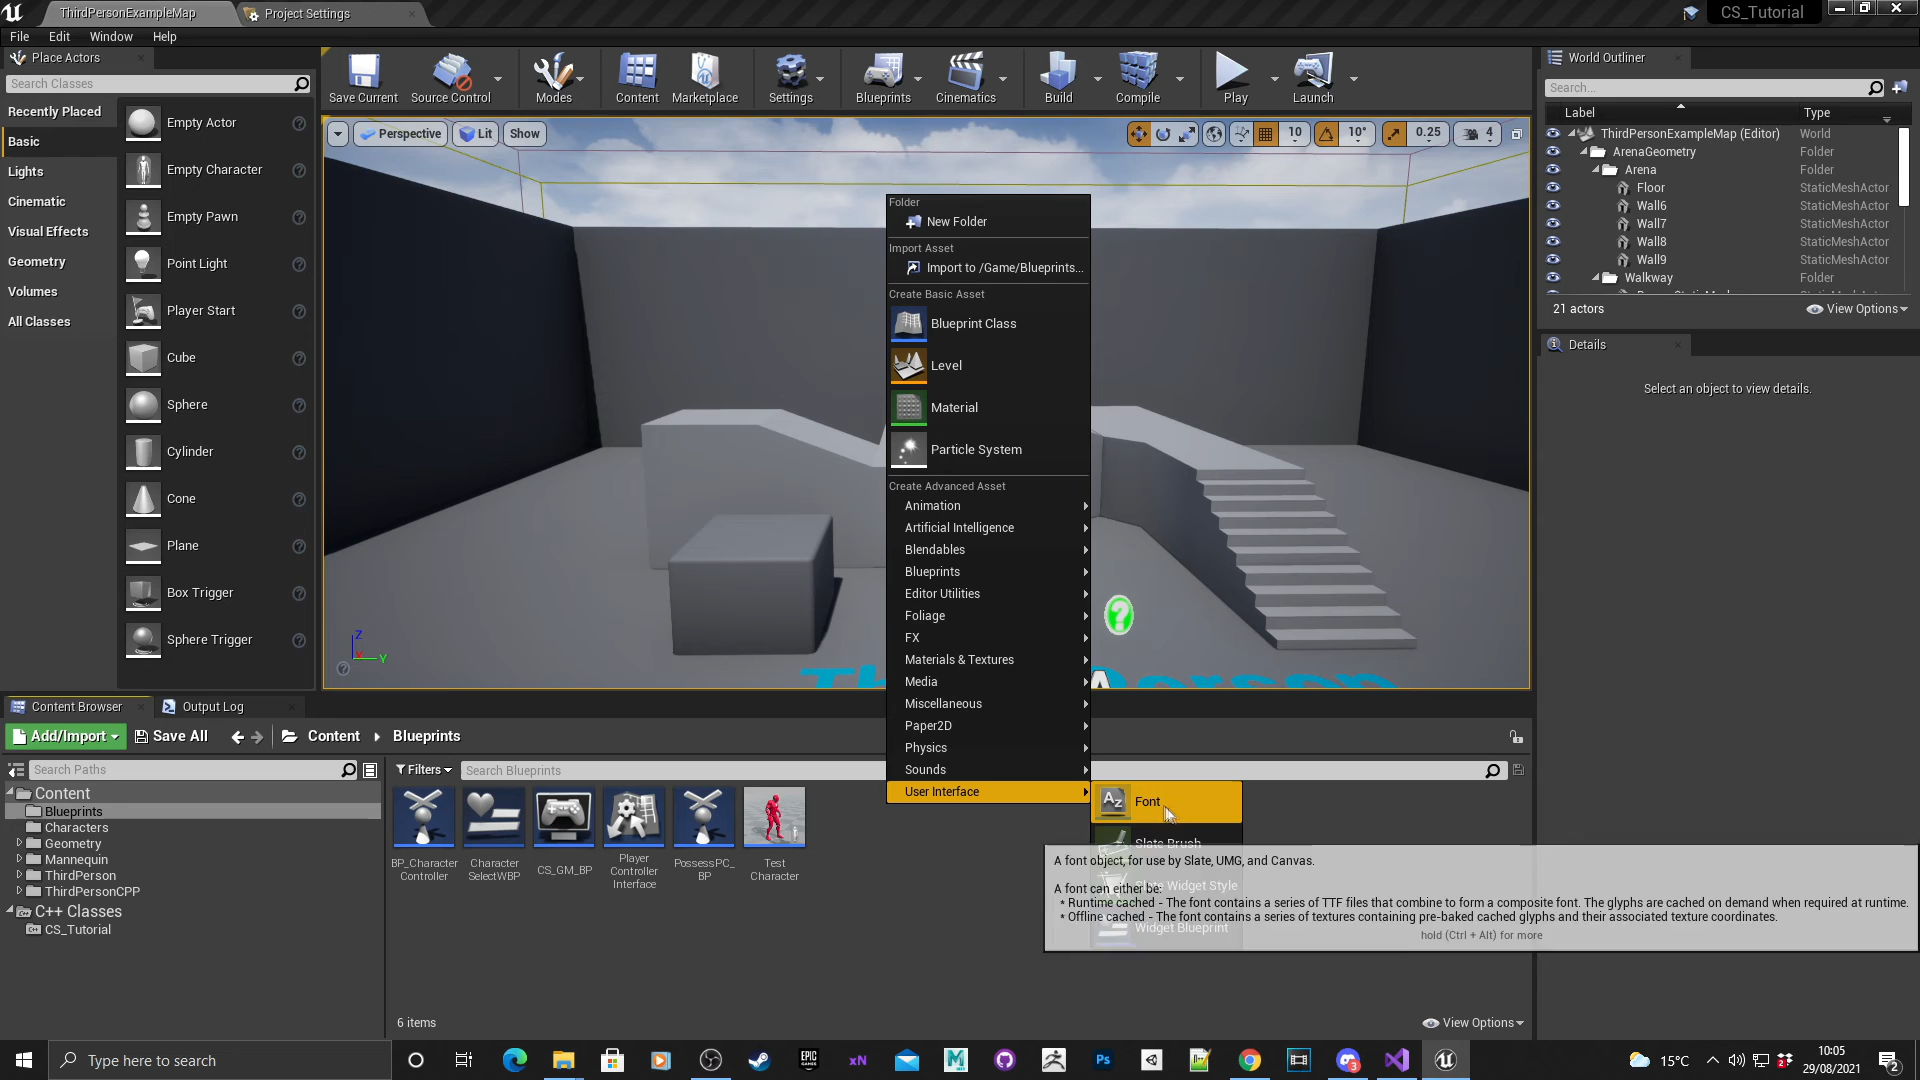 ThirdPersonExampleMap
Project Settings
CS_Tutorial
File Edit Window Help
Place Actors
Search Classes
Recently Placed
Basic
Lights
Cinematic
Visual Effects
Geometry
Volumes
All Classes
Empty Actor
Empty Character
Empty Pawn
Point Light
Player Start
Cube
Sphere
Cylinder
Cone
Plane
Box Trigger
Sphere Trigger
Save Current
Source Control
Modes
Content
Marketplace
Settings
Blueprints
Cinematics
Build
Compile
Play
Launch
Perspective
Lit
Show
10
10°
0.25
4
Z
Y
Folder
New Folder
Import Asset
Import to /Game/Blueprints...
Create Basic Asset
Blueprint Class
Level
Material
Particle System
Create Advanced Asset
Animation
Artificial Intelligence
Blendables
Blueprints
Editor Utilities
Foliage
FX
Materials & Textures
Media
Miscellaneous
Paper2D
Physics
Sounds
User Interface
Font
Slate Brush
Slate Widget Style
Widget Blueprint
A font object, for use by Slate, UMG, and Canvas.
A font can either be:
* Runtime cached - The font contains a series of TTF files that combine to form a composite font. The glyphs are cached on demand when required at runtime.
* Offline cached - The font contains a series of textures containing pre-baked cached glyphs and their associated texture coordinates.
hold (Ctrl + Alt) for more
World Outliner
Search...
Label Type
ThirdPersonExampleMap (Editor) World
ArenaGeometry Folder
Arena Folder
Floor StaticMeshActor
Wall6 StaticMeshActor
Wall7 StaticMeshActor
Wall8 StaticMeshActor
Wall9 StaticMeshActor
Walkway Folder
21 actors
View Options
Details
Select an object to view details.
Content Browser
Output Log
Add/Import
Save All
Content
Blueprints
Search Paths
Filters
Search Blueprints
Content
Blueprints
Characters
Geometry
Mannequin
ThirdPerson
ThirdPersonCPP
C++ Classes
CS_Tutorial
BP_Character
Controller
Character
SelectWBP
CS_GM_BP
Player
Controller
Interface
PossessPC_
BP
Test
Character
6 items
View Options
Type here to search
EPIC
GAMES
xN
M
Ps
3
15°C
10:05
29/08/2021
2